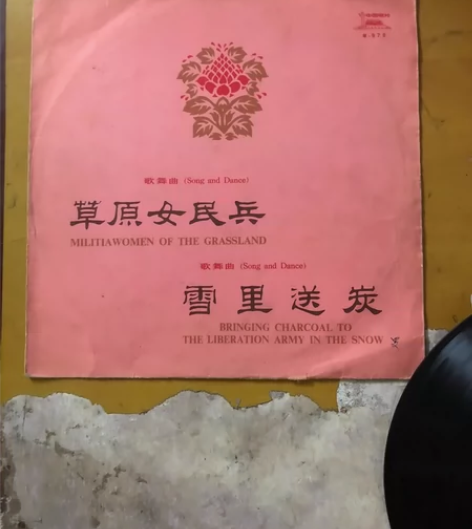 歌舞曲 (Song and Dance)
草原女民兵
MILITIAWOMEN OF THE GRASSLAND
歌舞曲 (Song and Dance)
雪里送炭
BRINGING CHARCOAL TO
THE LIBERATION ARMY IN THE SNOW